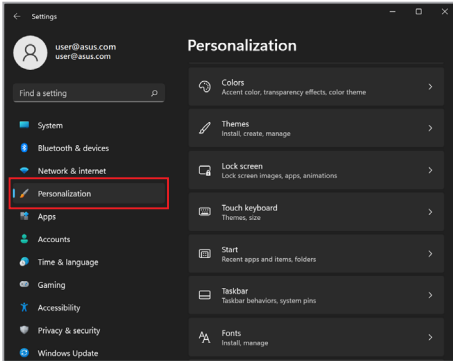 Settings
user@asus.com
user@asus.com
Find a setting
System
Bluetooth & devices
Network & internet
Personalization
Apps
Accounts
Time & language
Gaming
Accessibility
Privacy & security
Windows Update
Personalization
Colors
Accent color, transparency effects, color theme
Themes
Install, create, manage
Lock screen
Lock screen images, apps, animations
Touch keyboard
Themes, size
Start
Recent apps and items, folders
Taskbar
Taskbar behaviors, system pins
Fonts
Install, manage